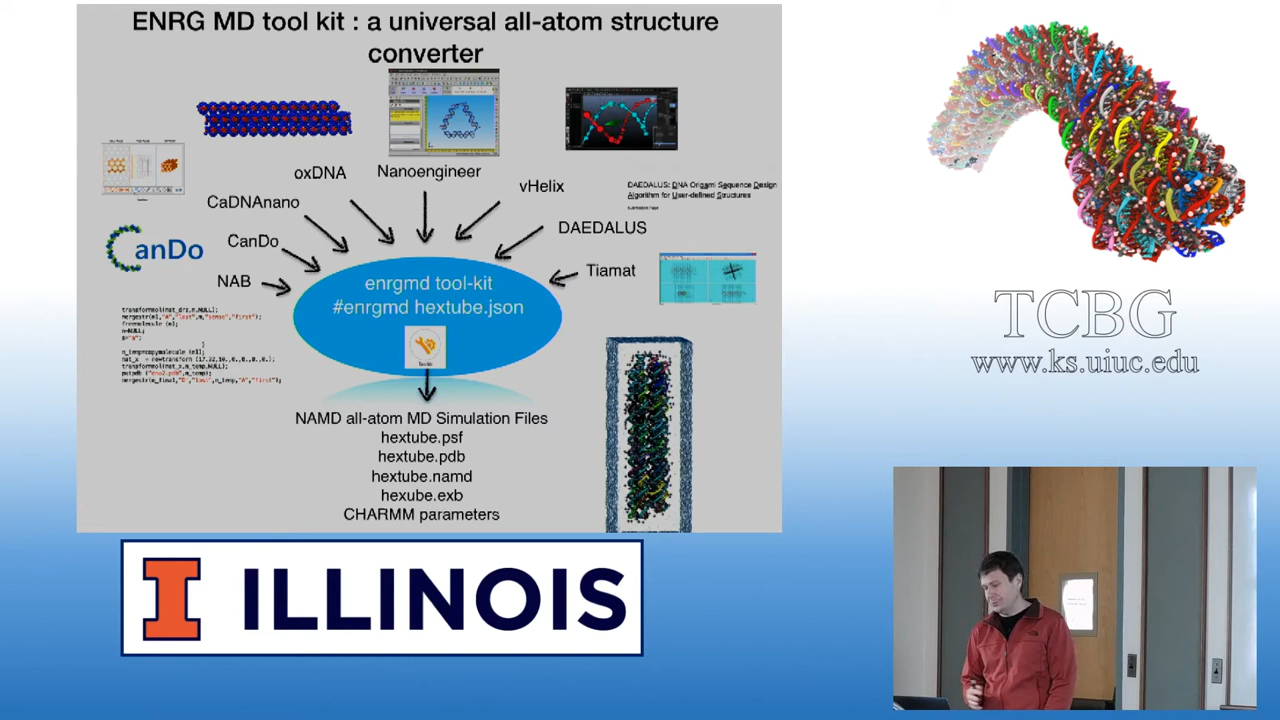 ENRG MD tool kit : a universal all-atom structure
converter
oxDNA
Nanoengineer
vHelix
CaDNAnano
DAEDALUS: DNA Origami Sequence Design
Algorithm for User-defined Structures
CanDo
CanDo
DAEDALUS
NAB
Tiamat
enrgmd tool-kit
#enrgmd hextube.json
NAMD all-atom MD Simulation Files
hextube.psf
hextube.pdb
hextube.namd
hexube.exb
CHARMM parameters
TCBG
www.ks.uiuc.edu
I ILLINOIS